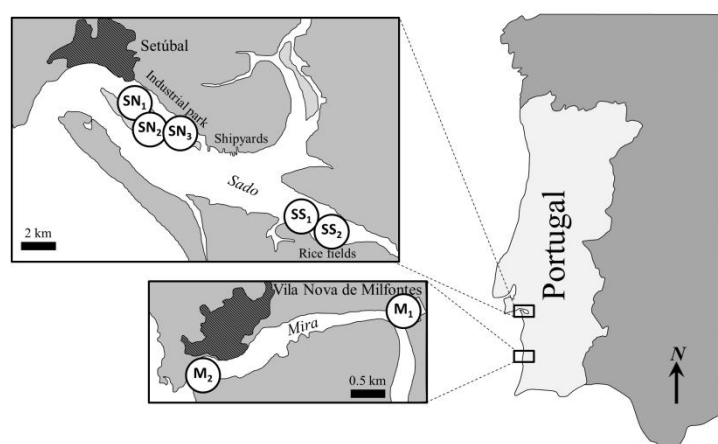 Setúbal
Industrial park
SN1
SN2
SN3
Shipyards
Sado
SS1
SS2
Rice fields
2 km
Vila Nova de Milfontes
Mira
M1
M2
0.5 km
Portugal
N